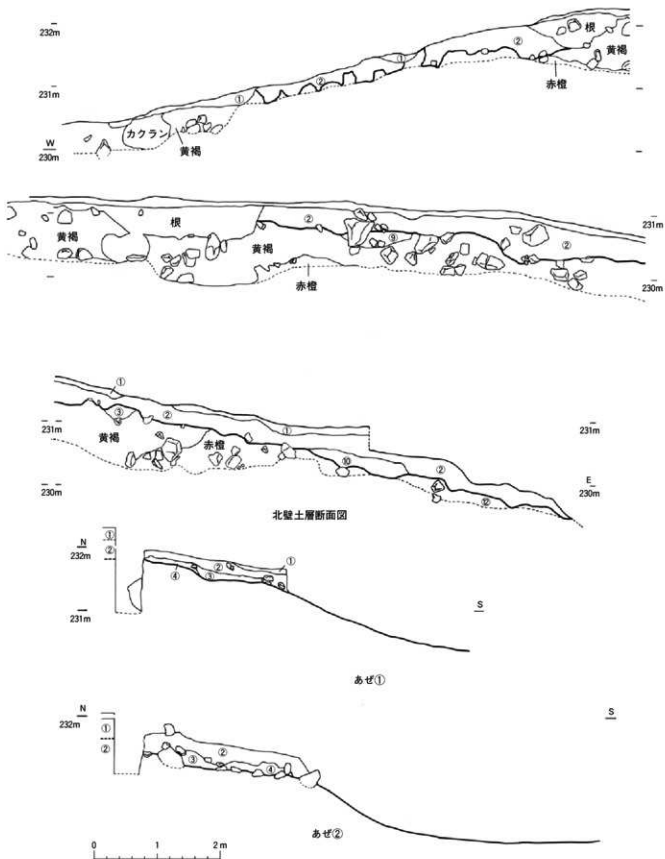 232m
②
根
黄褐
231m
①
②
①
赤橙
①
カクラン
W
黄褐
230m
根
②
231m
黄褐
⑨
②
黄褐
赤橙
230m
①
③
②
231m
①
231m
黄褐
赤橙
⑩
②
E
230m
⑫
230m
北壁土層断面図
N
①
②
232m
②
①
④
③
231m
S
あぜ①
N
232m
S
①
②
②
③
④
あぜ②
0 1 2m